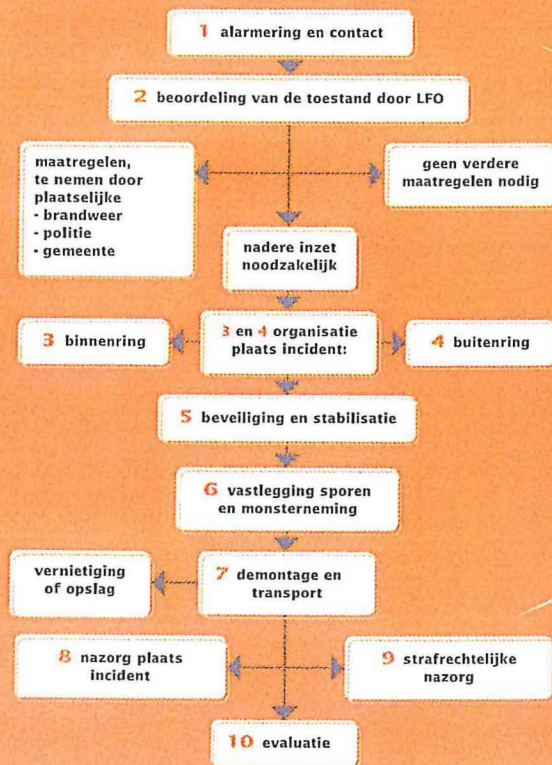 1 alarmering en contact
2 beoordeling van de toestand door LFO
maatregelen,
te nemen door
plaatselijke
- brandweer
- politie
- gemeente
geen verdere
maatregelen nodig
nadere inzet
noodzakelijk
3 binnenring
3 en 4 organisatie
plaats incident:
4 buitenring
5 beveiliging en stabilisatie
6 vastlegging sporen
en monsterneming
vernietiging
of opslag
7 demontage en
transport
8 nazorg plaats
incident
9 strafrechtelijke
nazorg
10 evaluatie